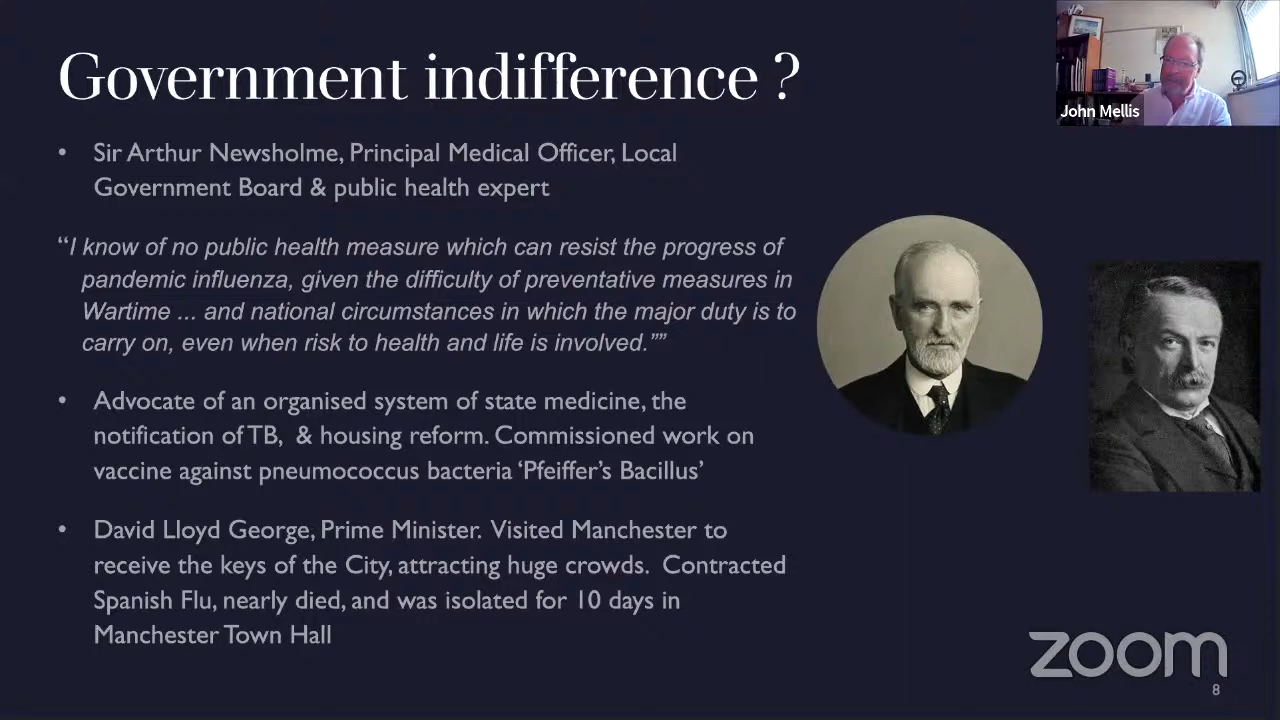 Government indifference ?
John Mellis
• Sir Arthur Newsholme, Principal Medical Officer, Local
Government Board & public health expert
“I know of no public health measure which can resist the progress of
pandemic influenza, given the difficulty of preventative measures in
Wartime ... and national circumstances in which the major duty is to
carry on, even when risk to health and life is involved.””
• Advocate of an organised system of state medicine, the
notification of TB, & housing reform. Commissioned work on
vaccine against pneumococcus bacteria ‘Pfeiffer’s Bacillus’
• David Lloyd George, Prime Minister. Visited Manchester to
receive the keys of the City, attracting huge crowds. Contracted
Spanish Flu, nearly died, and was isolated for 10 days in
Manchester Town Hall
zoom
8